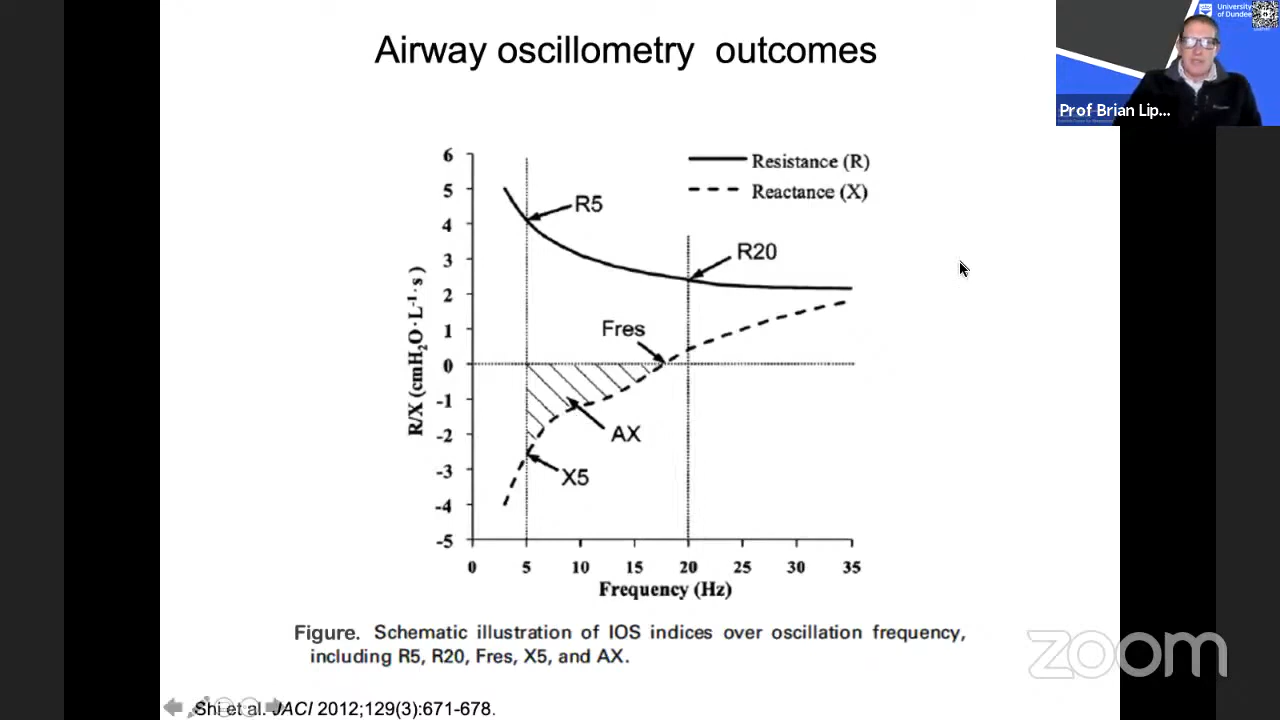 Airway oscillometry outcomes
University
of Dundee
Prof Brian Lip...
Resistance (R)
Reactance (X)
6
5
4
3
2
1
0
-1
-2
-3
-4
-5
R/X (cmH₂O·L⁻¹·s)
R5
R20
Fres
AX
X5
0 5 10 15 20 25 30 35
Frequency (Hz)
Figure. Schematic illustration of IOS indices over oscillation frequency,
including R5, R20, Fres, X5, and AX.
zoom
Shi et al. JACI 2012;129(3):671-678.